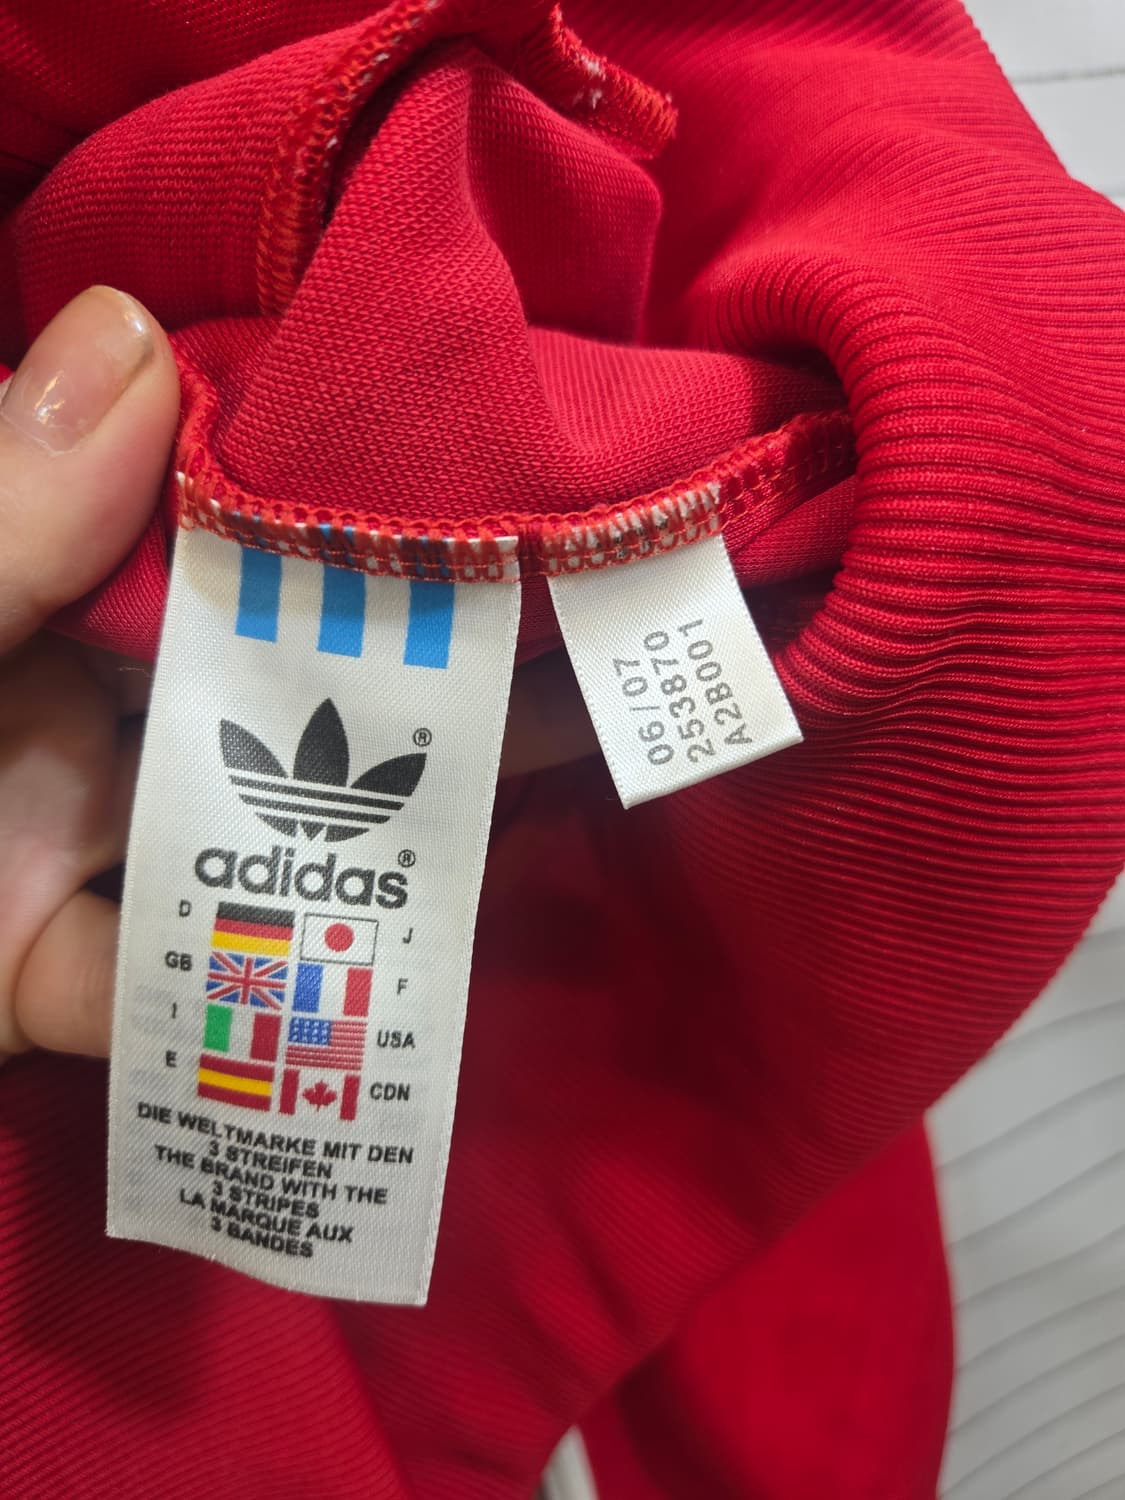 ®
adidas®
D J
GB F
I USA
E CDN
DIE WELTMARKE MIT DEN
3 STREIFEN
THE BRAND WITH THE
3 STRIPES
LA MARQUE AUX
3 BANDES
06/07
253870
A2B001